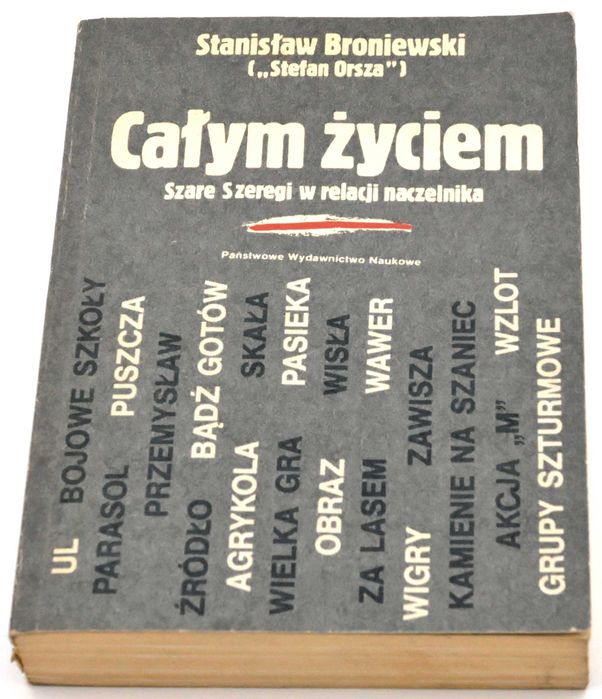 Stanisław Broniewski
(„Stefan Orsza”)
Całym życiem
Szare Szeregi w relacji naczelnika
Państwowe Wydawnictwo Naukowe
UL
BOJOWE SZKOŁY
PARASOL
PUSZCZA
PRZEMYSŁAW
ŹRÓDŁO
BĄDŹ GOTÓW
AGRYKOLA
SKAŁA
WIELKA GRA
PASIEKA
OBRAZ
WISŁA
ZA LASEM
WAWER
WIGRY
ZAWISZA
KAMIENIE NA SZANIEC
AKCJA „M”
WZLOT
GRUPY SZTURMOWE